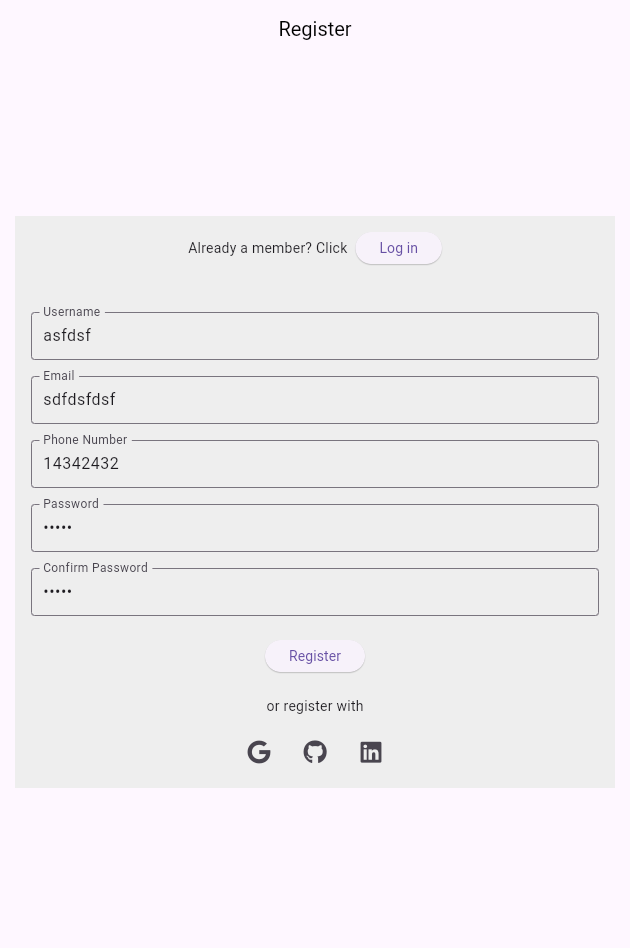 Register
Already a member? Click Log in
Username
asfdsf
Email
sdfdsfdsf
Phone Number
14342432
Password
•••••
Confirm Password
•••••
Register
or register with